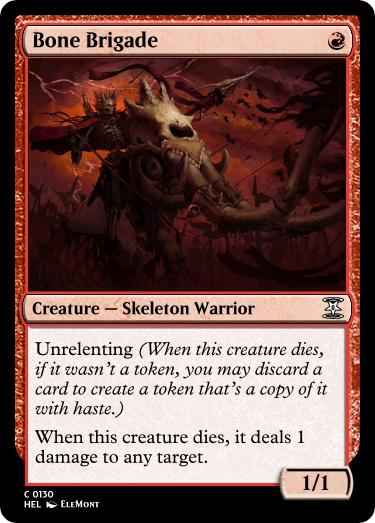 Bone Brigade
Creature — Skeleton Warrior
Unrelenting (When this creature dies,
if it wasn't a token, you may discard a
card to create a token that's a copy of it
with haste.)
When this creature dies, it deals 1
damage to any target.
1/1
C 0130
HEL EleMont